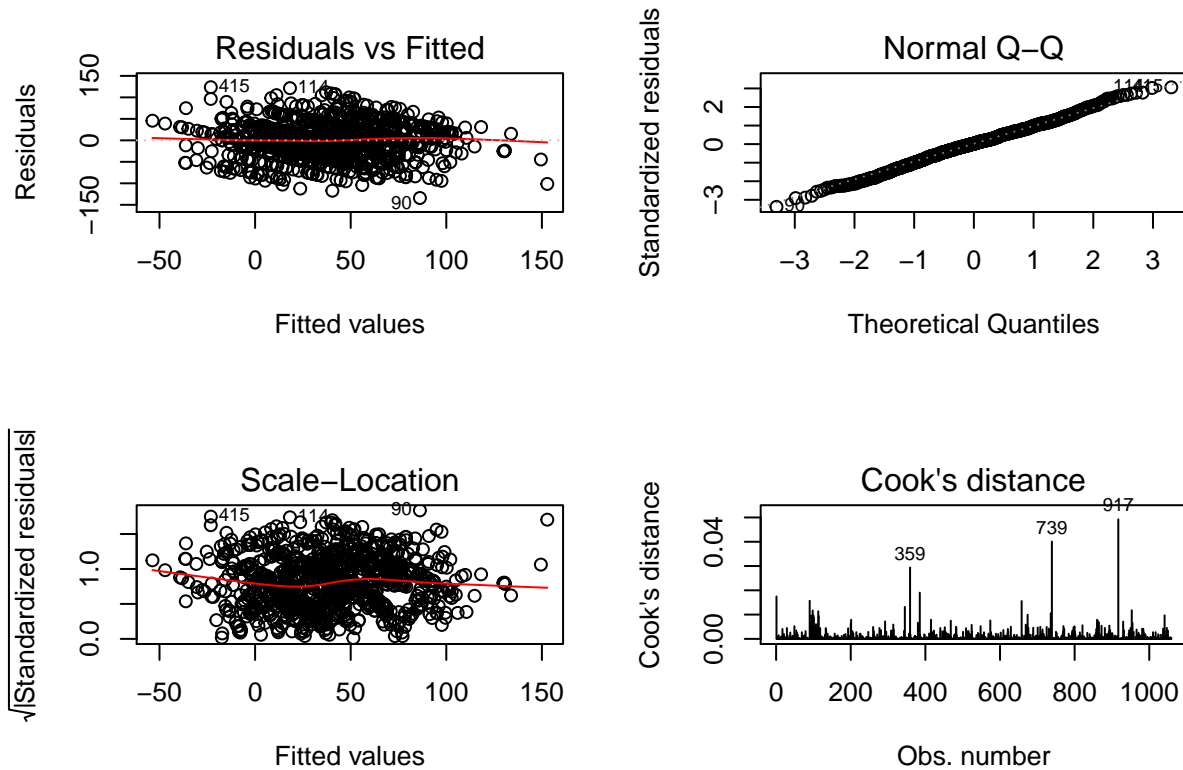 Residuals vs Fitted
Residuals
−150 0 150
415
114
90
−50 0 50 100 150
Fitted values
Normal Q−Q
Standardized residuals
−3 0 2
−3 −2 −1 0 1 2 3
Theoretical Quantiles
Scale−Location
√|Standardized residuals|
0.0 1.0
415
114
90
−50 0 50 100 150
Fitted values
Cook's distance
Cook's distance
0.00 0.04
359
739
917
0 200 400 600 800 1000
Obs. number